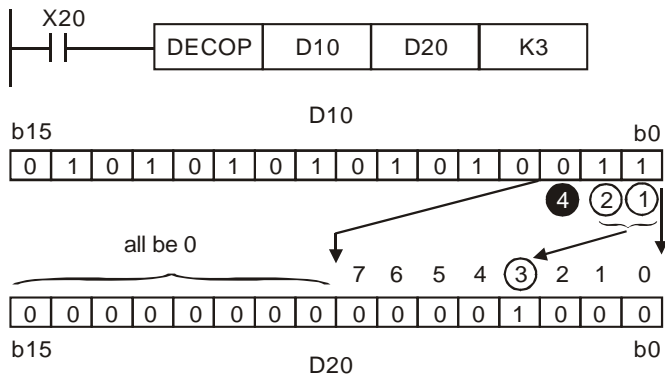 X20
DECOP D10 D20 K3
D10
b15 b0
0 1 0 1 0 1 0 1 0 1 0 1 0 0 1 1
4 2 1
all be 0
7 6 5 4 3 2 1 0
0 0 0 0 0 0 0 0 0 0 0 0 1 0 0 0
b15 b0
D20